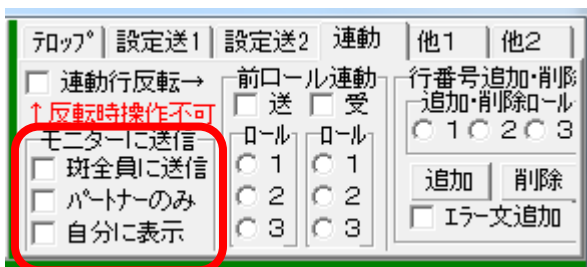 テロップ 設定送1 設定送2 連動 他1 他2
連動行反転→
↑反転時操作不可
モニターに送信
班全員に送信
パートナーのみ
自分に表示
前ロール連動
送 受
ロール ロール
1 1
2 2
3 3
行番号追加・削除
追加・削除ロール
1 2 3
追加 削除
エラー文追加